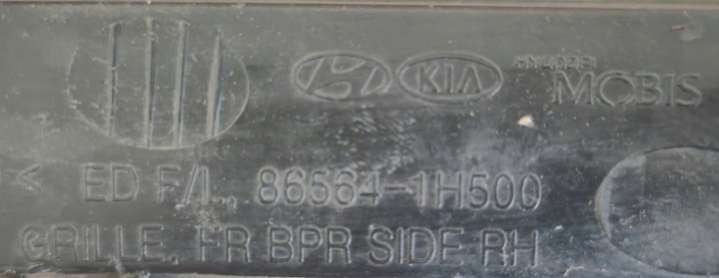 KIA HYUNDAI MOBIS
< ED F/L, 86564-1H500
GRILLE, FR BPR SIDE RH